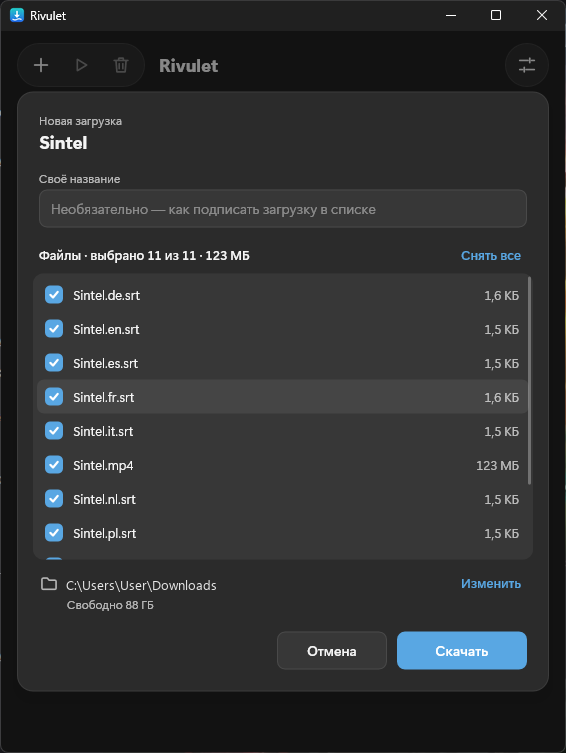 Rivulet
Rivulet
Новая загрузка
Sintel
Своё название
Необязательно — как подписать загрузку в списке
Файлы · выбрано 11 из 11 · 123 МБ Снять все
Sintel.de.srt 1,6 КБ
Sintel.en.srt 1,5 КБ
Sintel.es.srt 1,5 КБ
Sintel.fr.srt 1,6 КБ
Sintel.it.srt 1,5 КБ
Sintel.mp4 123 МБ
Sintel.nl.srt 1,5 КБ
Sintel.pl.srt 1,5 КБ
C:\Users\User\Downloads Изменить
Свободно 88 ГБ
Отмена Скачать